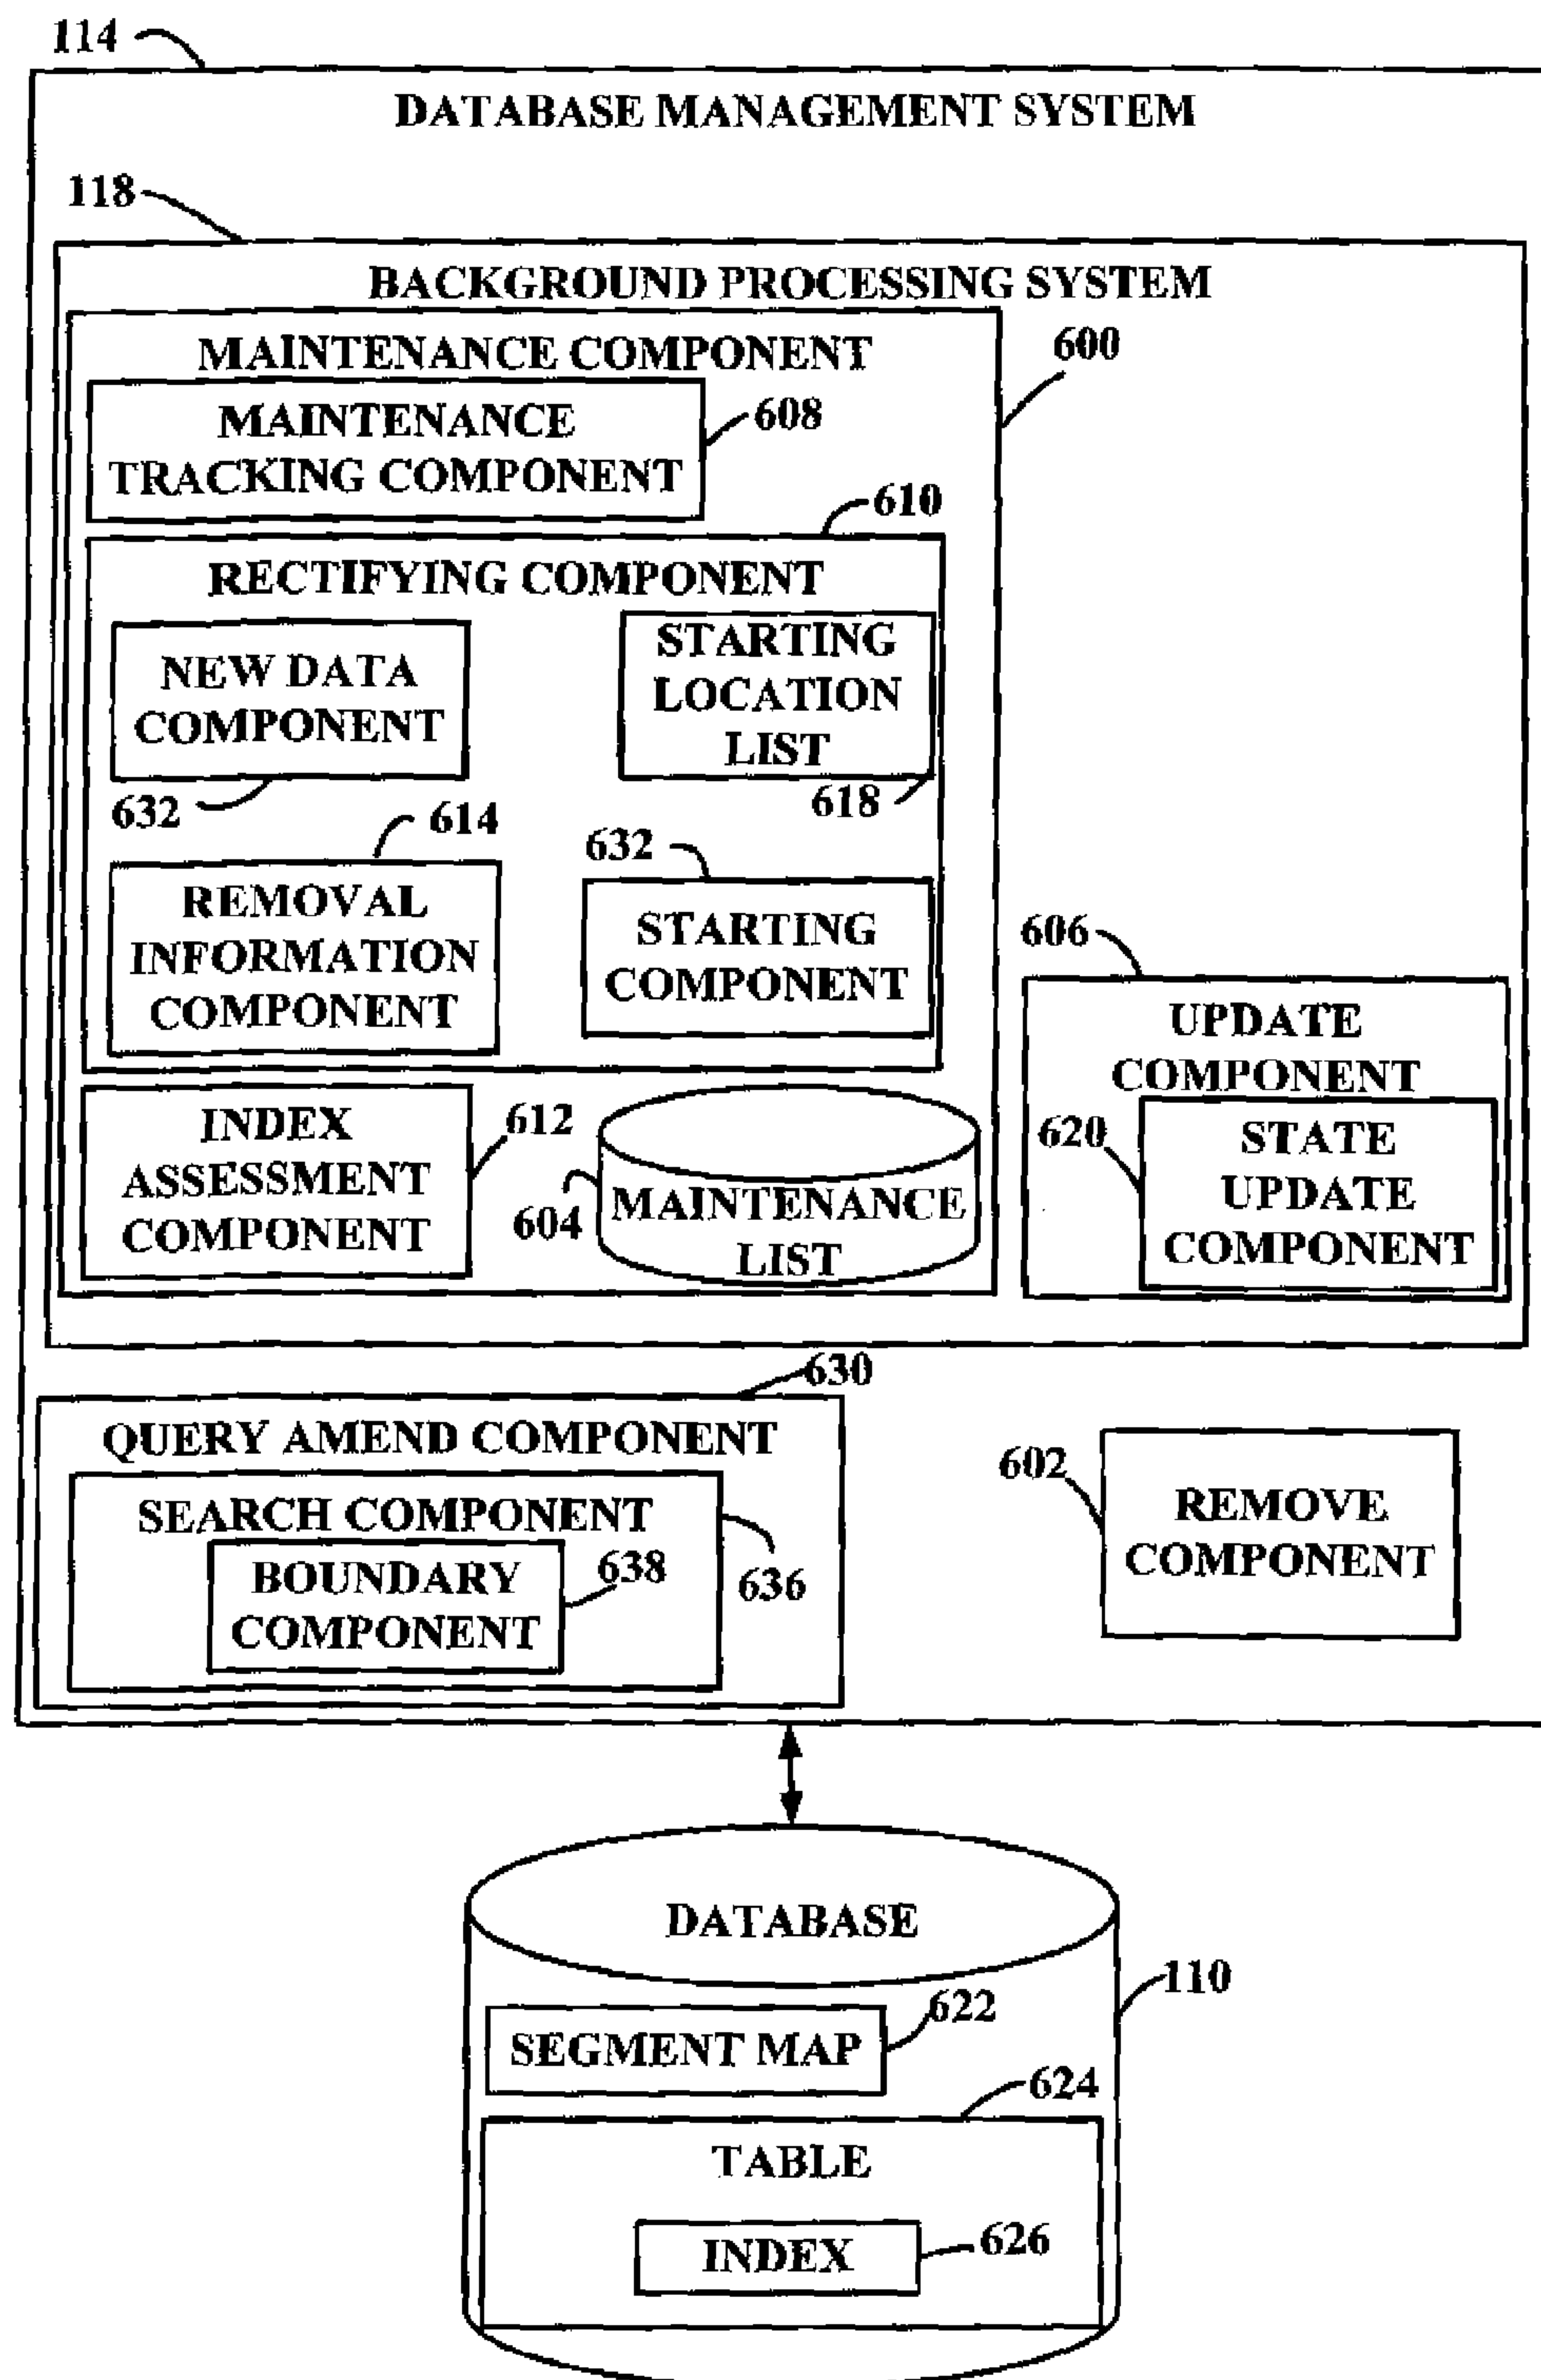 114
DATABASE MANAGEMENT SYSTEM
118
BACKGROUND PROCESSING SYSTEM
MAINTENANCE COMPONENT
600
MAINTENANCE
TRACKING COMPONENT
608
610
RECTIFYING COMPONENT
NEW DATA
COMPONENT
632
STARTING
LOCATION
LIST
618
614
REMOVAL
INFORMATION
COMPONENT
632
STARTING
COMPONENT
606
UPDATE
COMPONENT
620
STATE
UPDATE
COMPONENT
INDEX
ASSESSMENT
COMPONENT
612
604
MAINTENANCE
LIST
630
QUERY AMEND COMPONENT
SEARCH COMPONENT
636
BOUNDARY
COMPONENT
638
602
REMOVE
COMPONENT
DATABASE
110
SEGMENT MAP
622
624
TABLE
INDEX
626